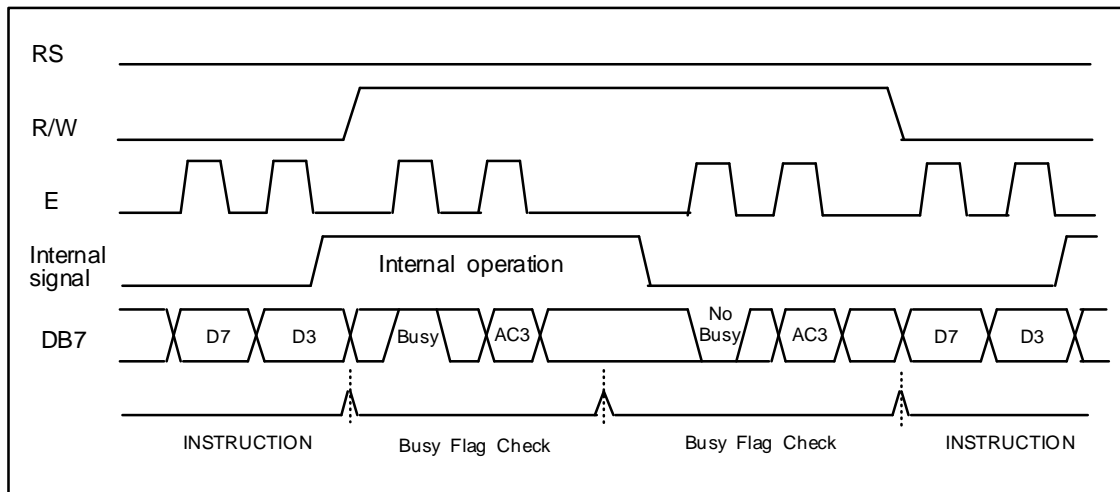 RS
R/W
E
Internal
signal
Internal operation
DB7
D7
D3
Busy
AC3
No
Busy
AC3
D7
D3
INSTRUCTION
Busy Flag Check
Busy Flag Check
INSTRUCTION